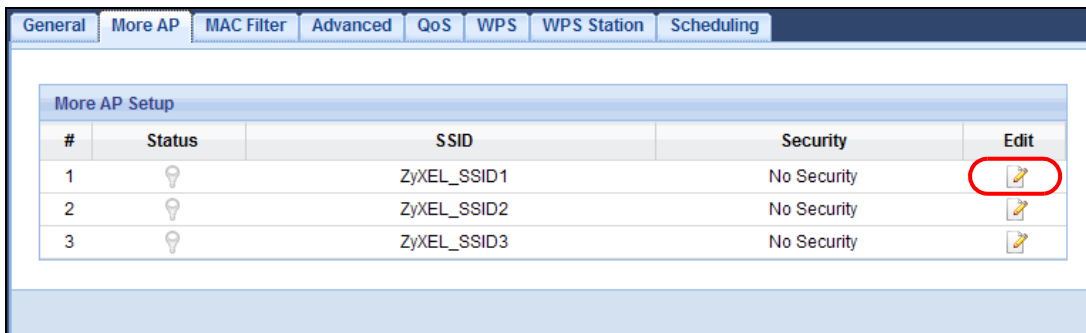 General More AP MAC Filter Advanced QoS WPS WPS Station Scheduling
More AP Setup
# Status SSID Security Edit
1 ZyXEL_SSID1 No Security
2 ZyXEL_SSID2 No Security
3 ZyXEL_SSID3 No Security